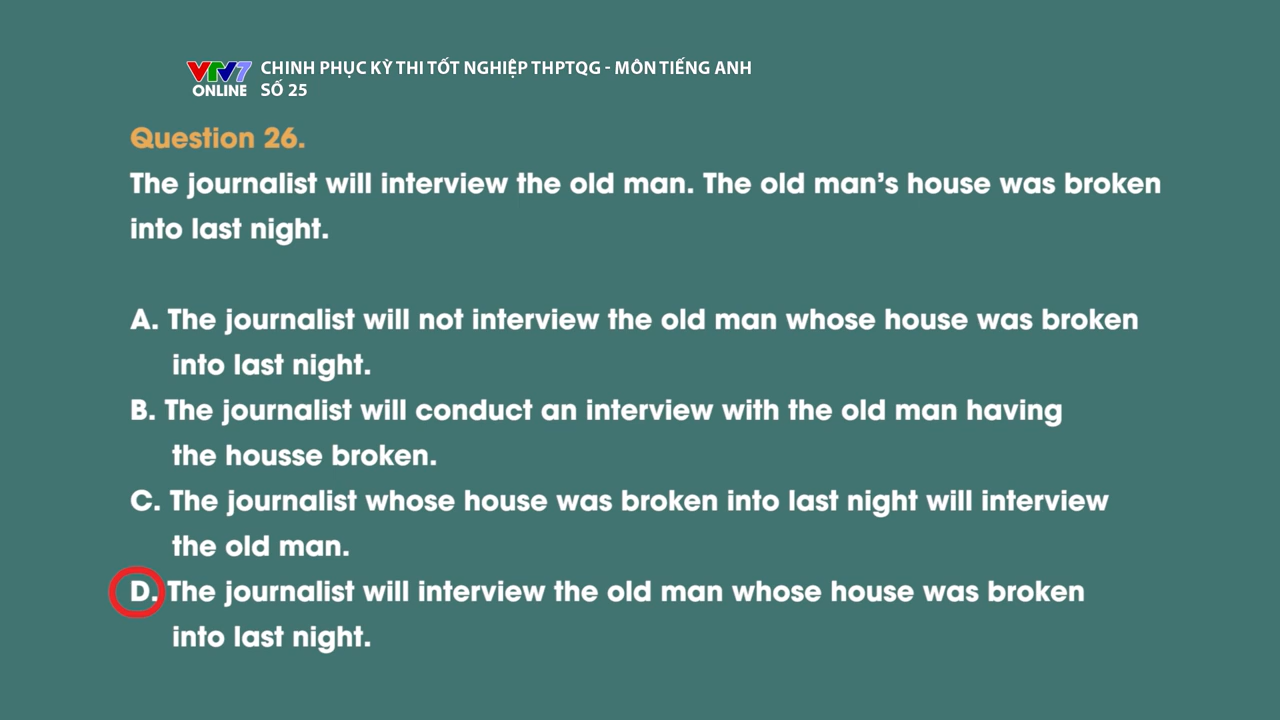 VTV7
ONLINE
CHINH PHỤC KỲ THI TỐT NGHIỆP THPTQG - MÔN TIẾNG ANH
SỐ 25
Question 26.
The journalist will interview the old man. The old man’s house was broken
into last night.
A. The journalist will not interview the old man whose house was broken
into last night.
B. The journalist will conduct an interview with the old man having
the housse broken.
C. The journalist whose house was broken into last night will interview
the old man.
D. The journalist will interview the old man whose house was broken
into last night.